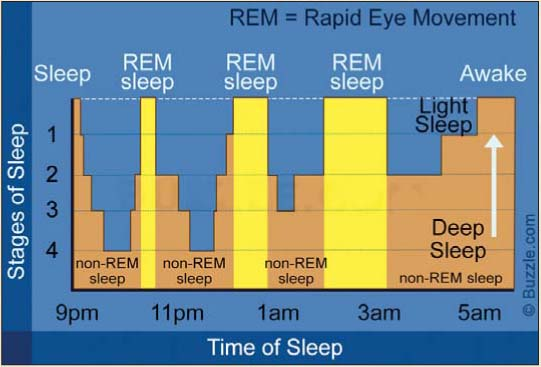 REM = Rapid Eye Movement
Sleep
REM
sleep
REM
sleep
REM
sleep
Awake
Light
Sleep
Stages of Sleep
1
2
3
4
Deep
Sleep
non-REM
sleep
non-REM
sleep
non-REM
sleep
non-REM sleep
9pm 11pm 1am 3am 5am
Time of Sleep
© Buzzle.com